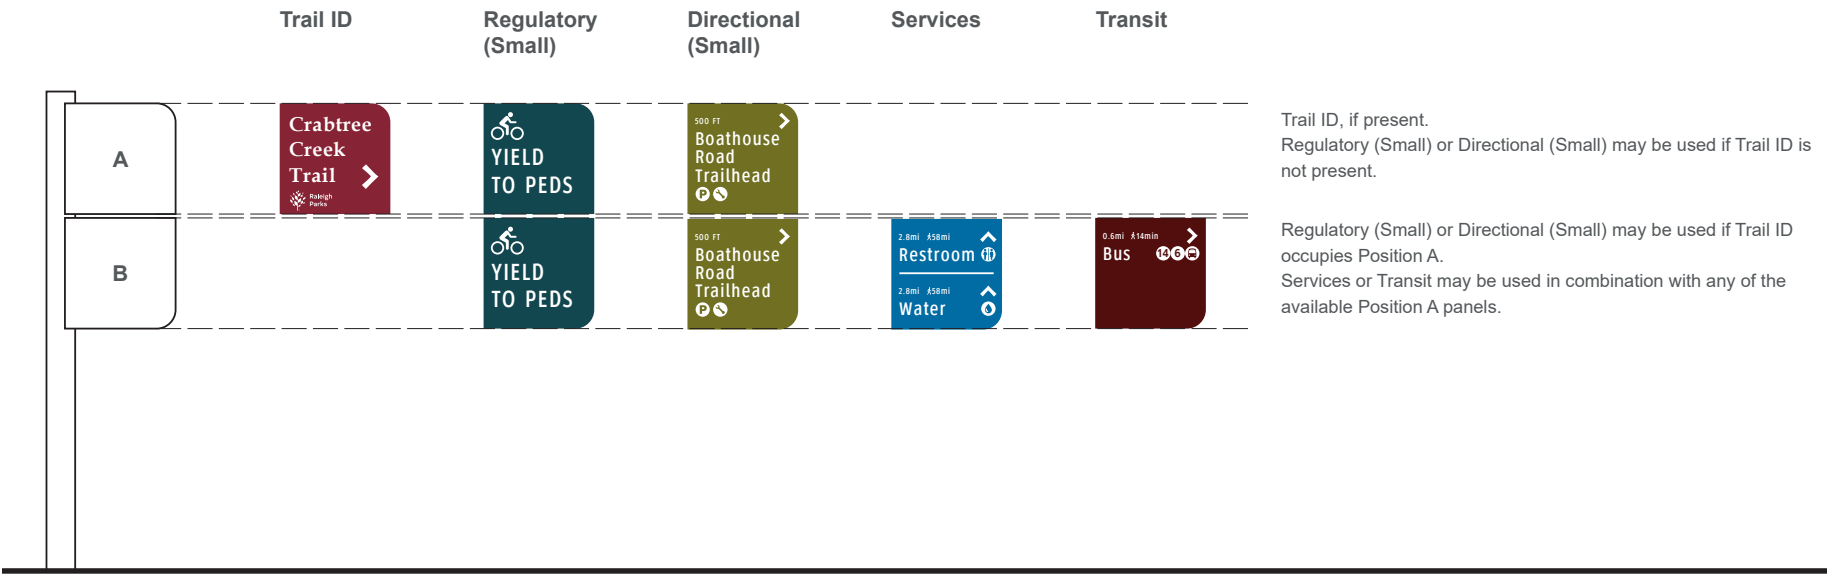 Trail ID
Regulatory
(Small)
Directional
(Small)
Services
Transit
A
Crabtree
Creek
Trail
Raleigh
Parks
YIELD
TO PEDS
500 FT
Boathouse
Road
Trailhead
P
Trail ID, if present.
Regulatory (Small) or Directional (Small) may be used if Trail ID is
not present.
B
YIELD
TO PEDS
500 FT
Boathouse
Road
Trailhead
P
2.8mi 58mi
Restroom
2.8mi 58mi
Water
0.6mi 14min
Bus 14 6
Regulatory (Small) or Directional (Small) may be used if Trail ID
occupies Position A.
Services or Transit may be used in combination with any of the
available Position A panels.